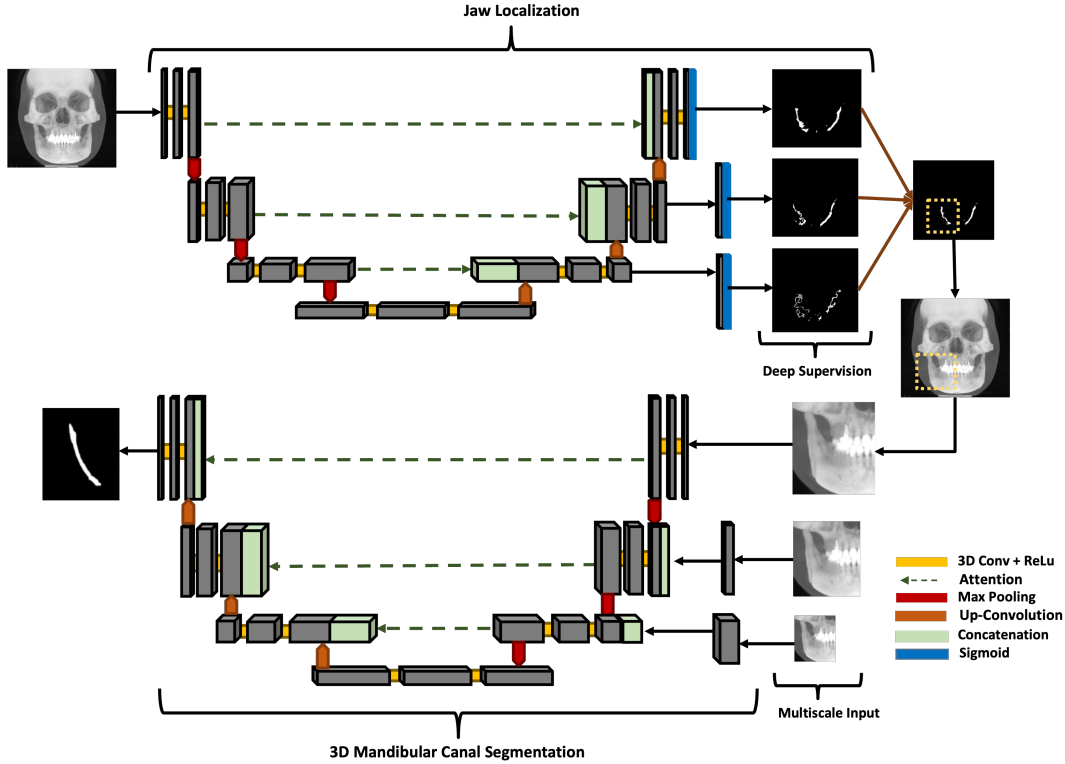 Jaw Localization
Deep Supervision
3D Conv + ReLu
Attention
Max Pooling
Up-Convolution
Concatenation
Sigmoid
Multiscale Input
3D Mandibular Canal Segmentation